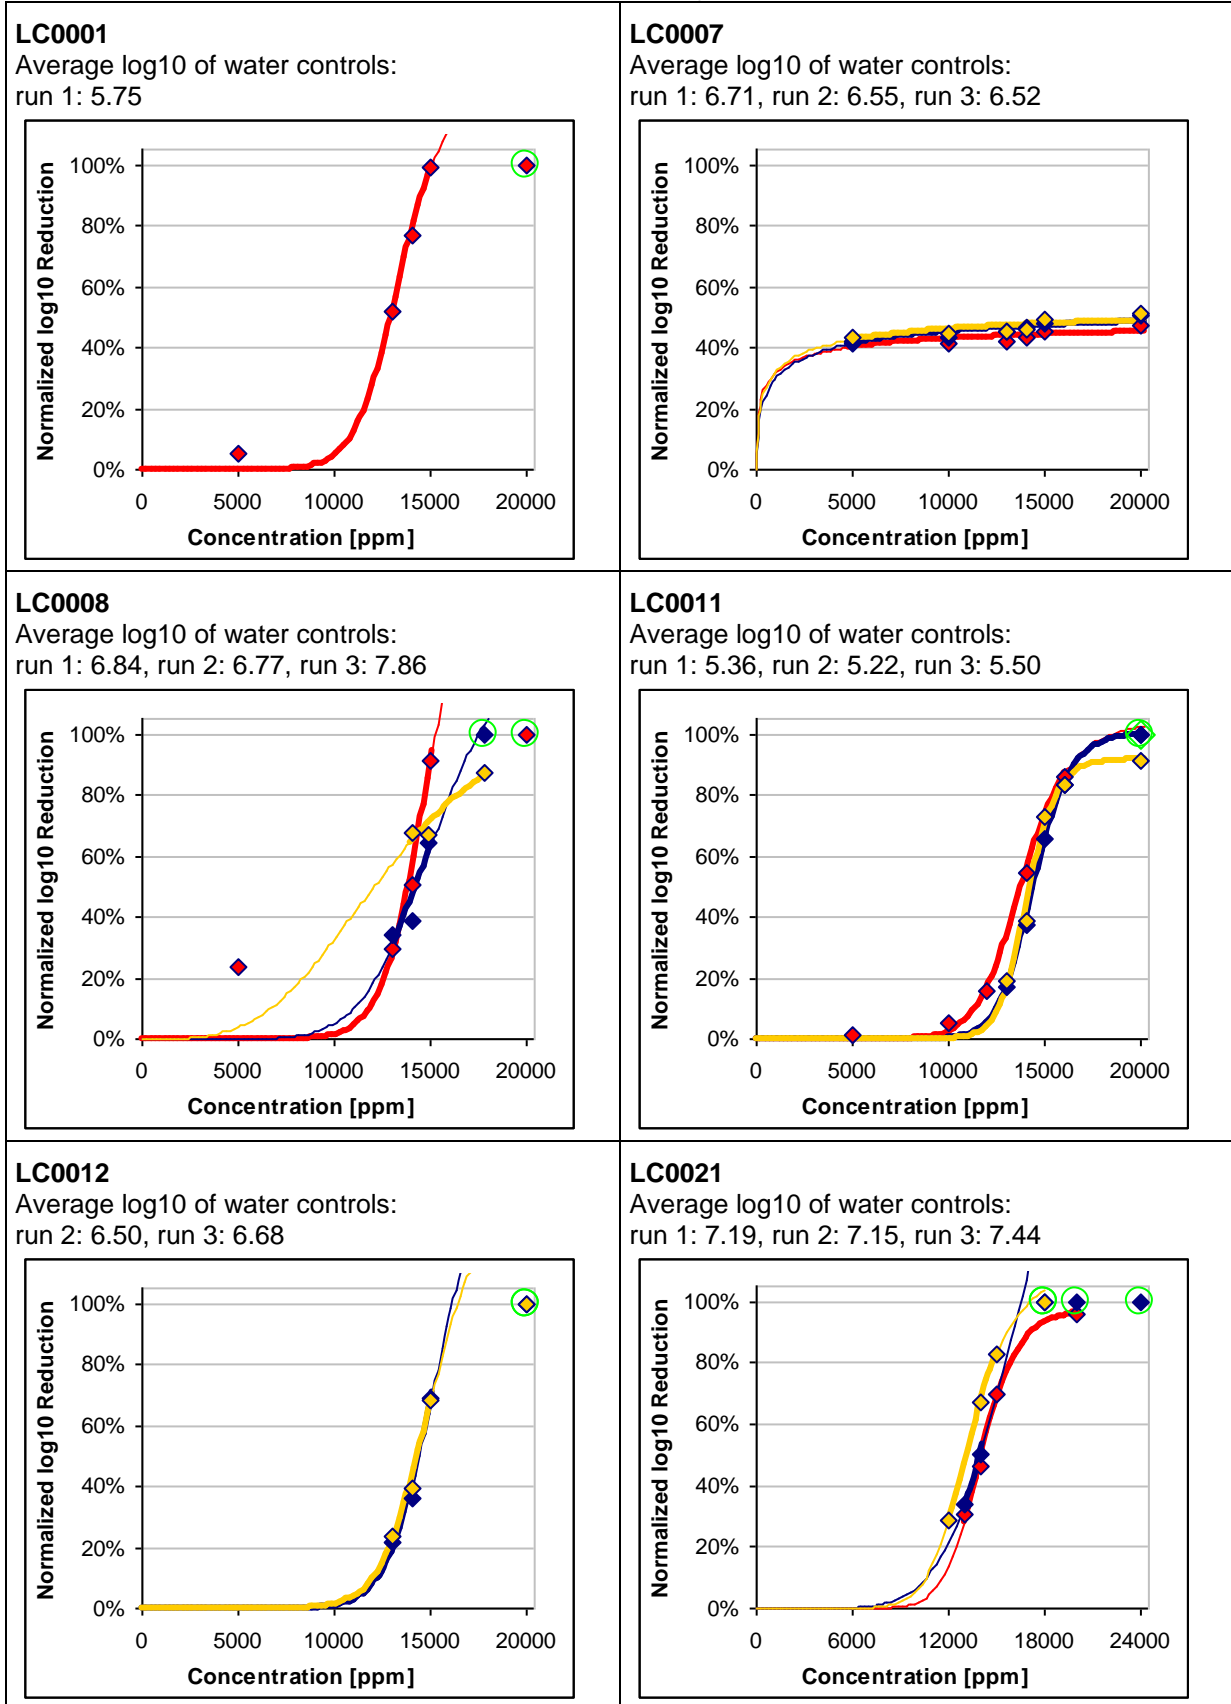 LC0001
Average log10 of water controls:
run 1: 5.75
Normalized log10 Reduction
100%
80%
60%
40%
20%
0%
0 5000 10000 15000 20000
Concentration [ppm]
LC0007
Average log10 of water controls:
run 1: 6.71, run 2: 6.55, run 3: 6.52
Normalized log10 Reduction
100%
80%
60%
40%
20%
0%
0 5000 10000 15000 20000
Concentration [ppm]
LC0008
Average log10 of water controls:
run 1: 6.84, run 2: 6.77, run 3: 7.86
Normalized log10 Reduction
100%
80%
60%
40%
20%
0%
0 5000 10000 15000 20000
Concentration [ppm]
LC0011
Average log10 of water controls:
run 1: 5.36, run 2: 5.22, run 3: 5.50
Normalized log10 Reduction
100%
80%
60%
40%
20%
0%
0 5000 10000 15000 20000
Concentration [ppm]
LC0012
Average log10 of water controls:
run 2: 6.50, run 3: 6.68
Normalized log10 Reduction
100%
80%
60%
40%
20%
0%
0 5000 10000 15000 20000
Concentration [ppm]
LC0021
Average log10 of water controls:
run 1: 7.19, run 2: 7.15, run 3: 7.44
Normalized log10 Reduction
100%
80%
60%
40%
20%
0%
0 6000 12000 18000 24000
Concentration [ppm]